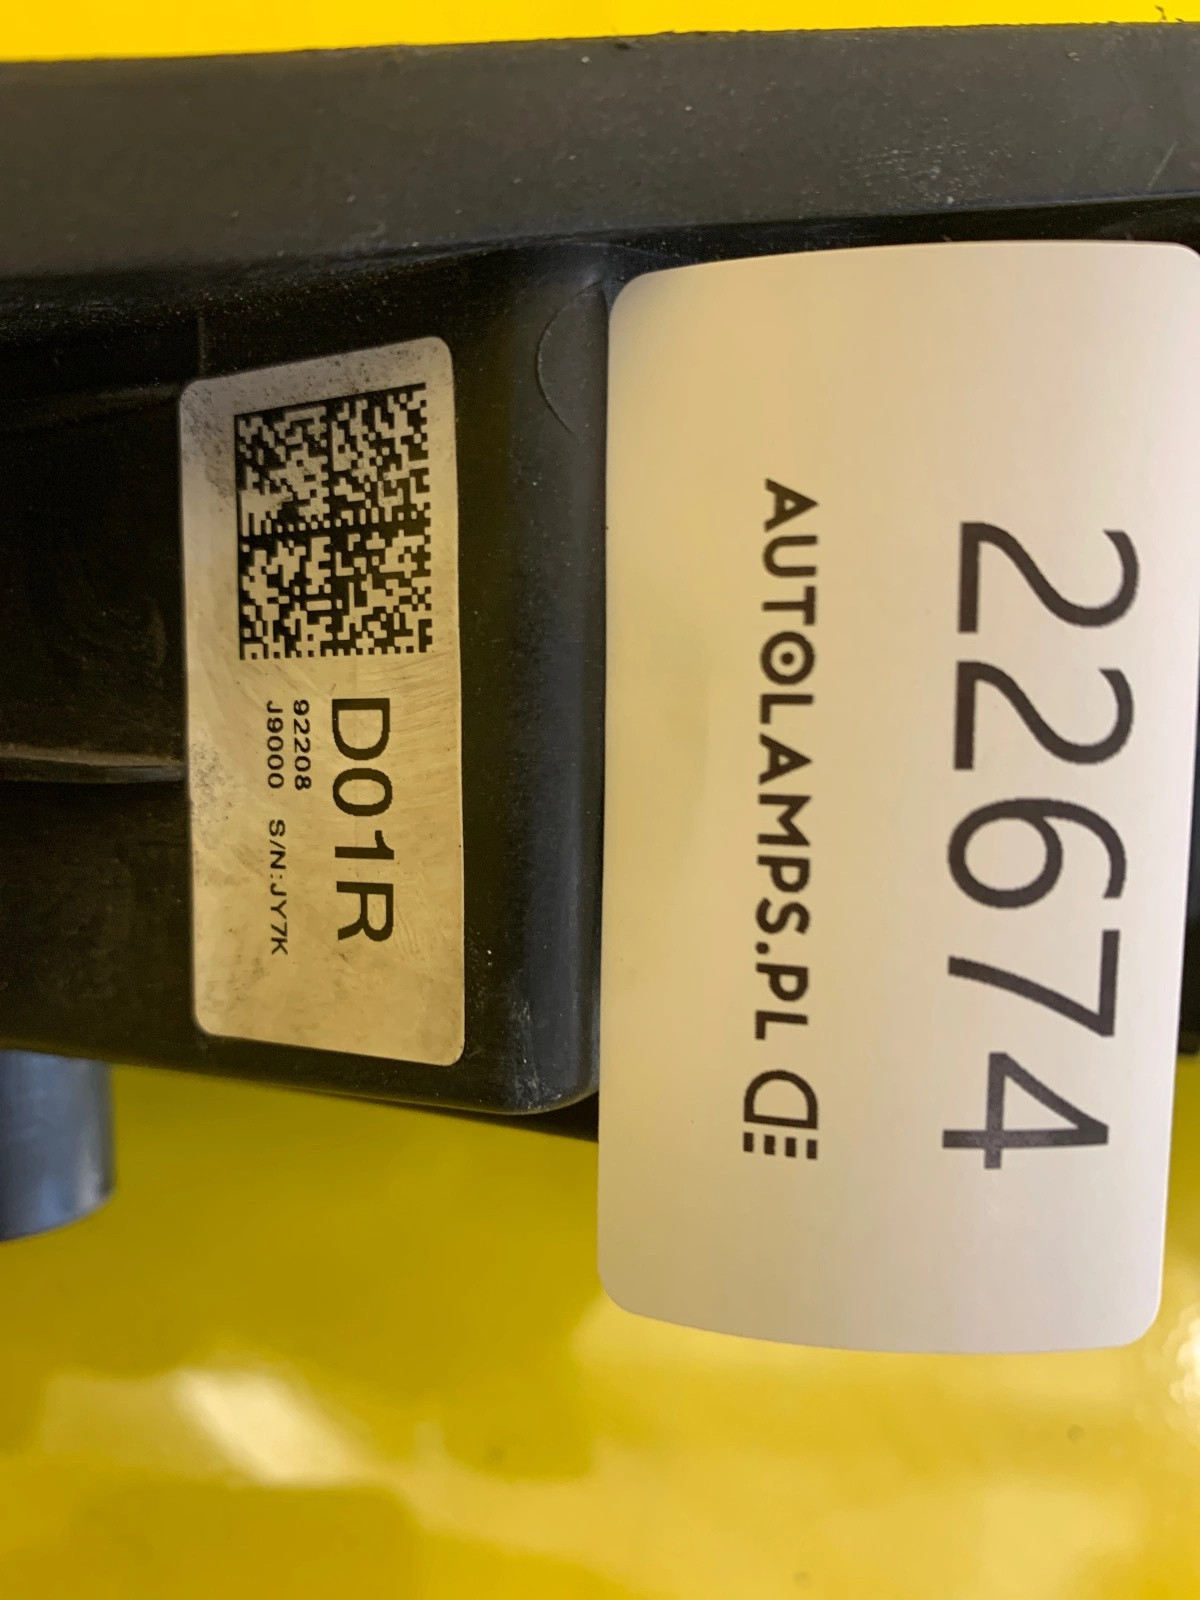 22674
AUTOLAMPS.PL
D01R
92208
J9000 S/N:JY7K